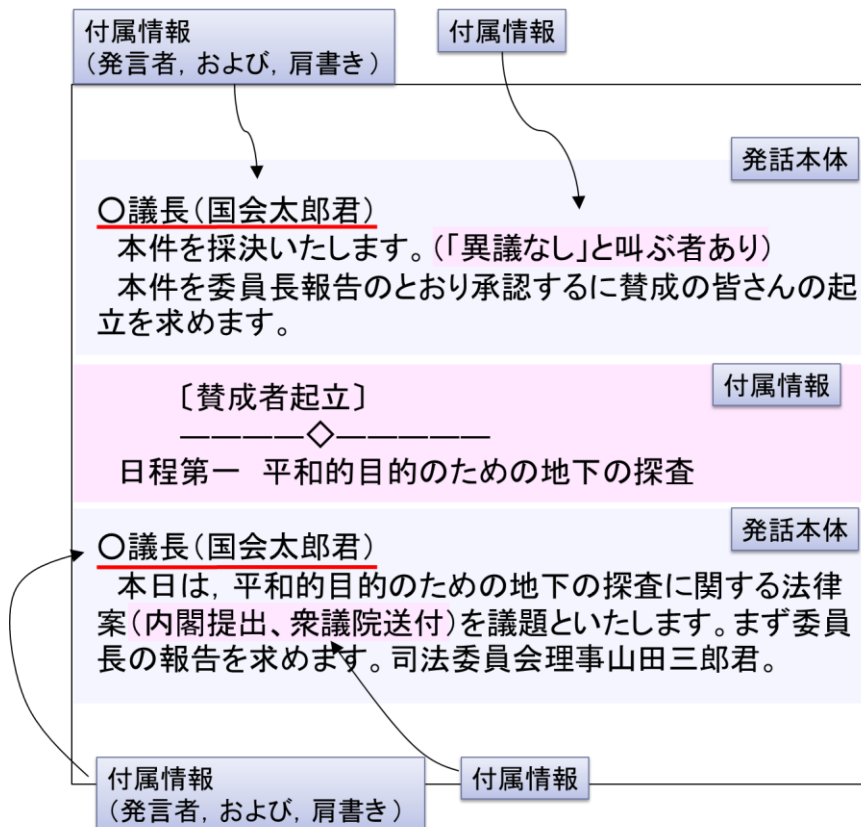 付属情報
(発言者, および, 肩書き)
付属情報
発話本体
〇議長(国会太郎君)
本件を採決いたします。(「異議なし」と叫ぶ者あり)
本件を委員長報告のとおり承認するに賛成の皆さんの起
立を求めます。
付属情報
〔賛成者起立〕
―――――◇―――――
日程第一 平和的目的のための地下の探査
発話本体
〇議長(国会太郎君)
本日は, 平和的目的のための地下の探査に関する法律
案(内閣提出、衆議院送付)を議題といたします。まず委員
長の報告を求めます。司法委員会理事山田三郎君。
付属情報
(発言者, および, 肩書き)
付属情報